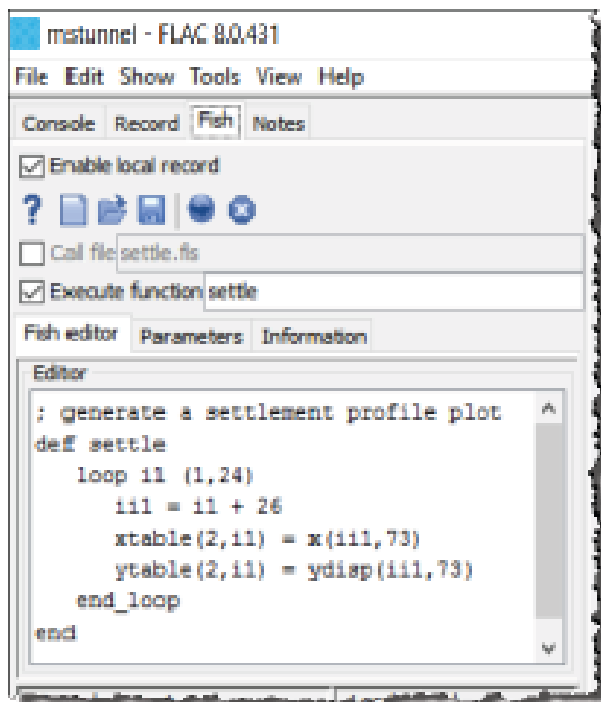 mstunnel - FLAC 8.0.431
File Edit Show Tools View Help
Console Record Fish Notes
Enable local record
?
Call file settle.fis
Execute function settle
Fish editor Parameters Information
Editor
; generate a settlement profile plot
def settle
loop i1 (1,24)
ii1 = i1 + 26
xtable(2,i1) = x(ii1,73)
ytable(2,i1) = ydisp(ii1,73)
end_loop
end